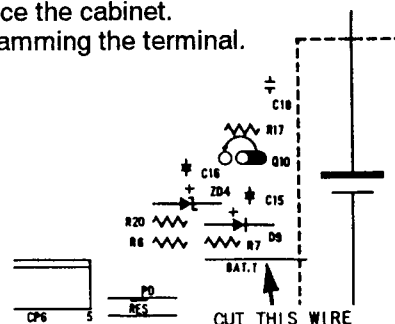 ce the cabinet.
amming the terminal.
C18
R17
Q10
C16
ZD4
C15
R20
D9
R6
R7
BAT.T
PD
RES
CP6 5
CUT THIS WIRE